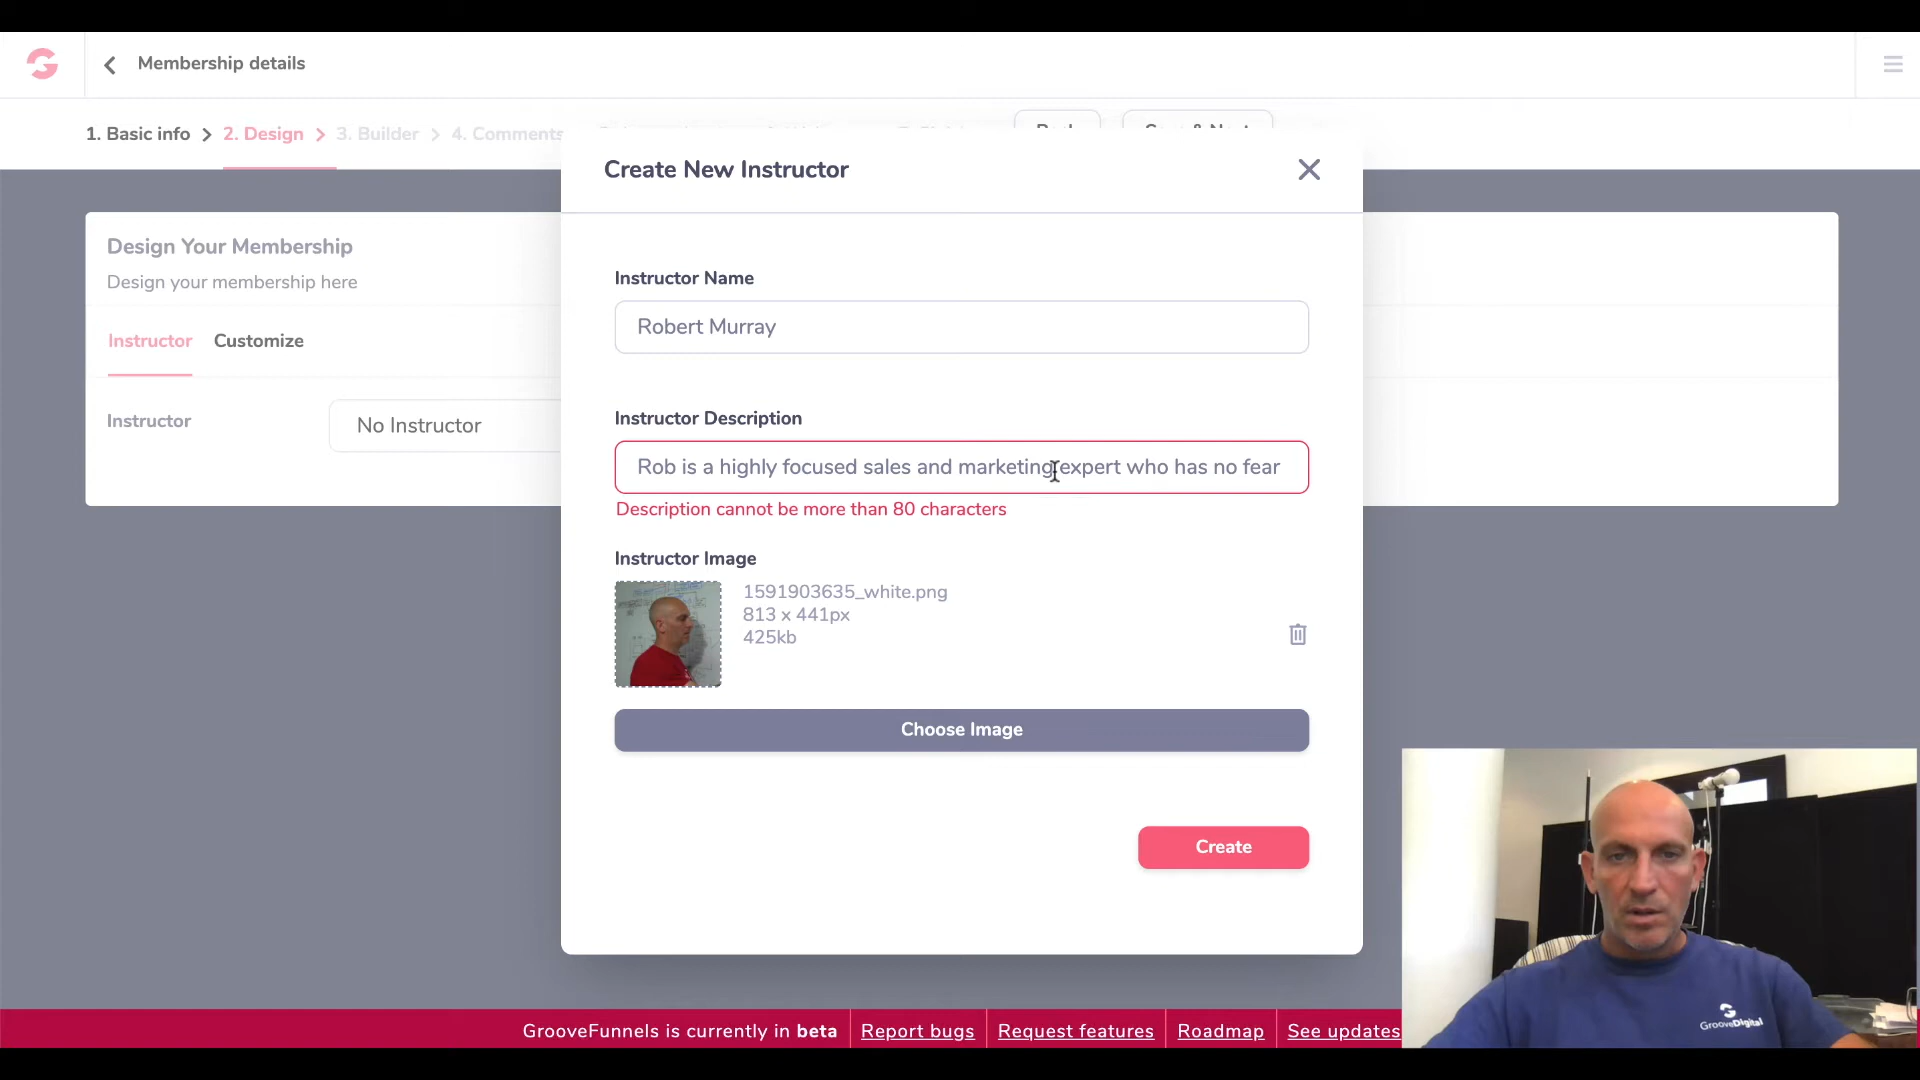 Membership details
1. Basic info
2. Design
3. Builder
4. Comments
Create New Instructor
Design Your Membership
Design your membership here
Instructor
Customize
Instructor
No Instructor
Instructor Name
Robert Murray
Instructor Description
Rob is a highly focused sales and marketing expert who has no fear
Description cannot be more than 80 characters
Instructor Image
1591903635_white.png
813 x 441px
425kb
Choose Image
Create
GrooveDigital
GrooveFunnels is currently in beta
Report bugs
Request features
Roadmap
See updates